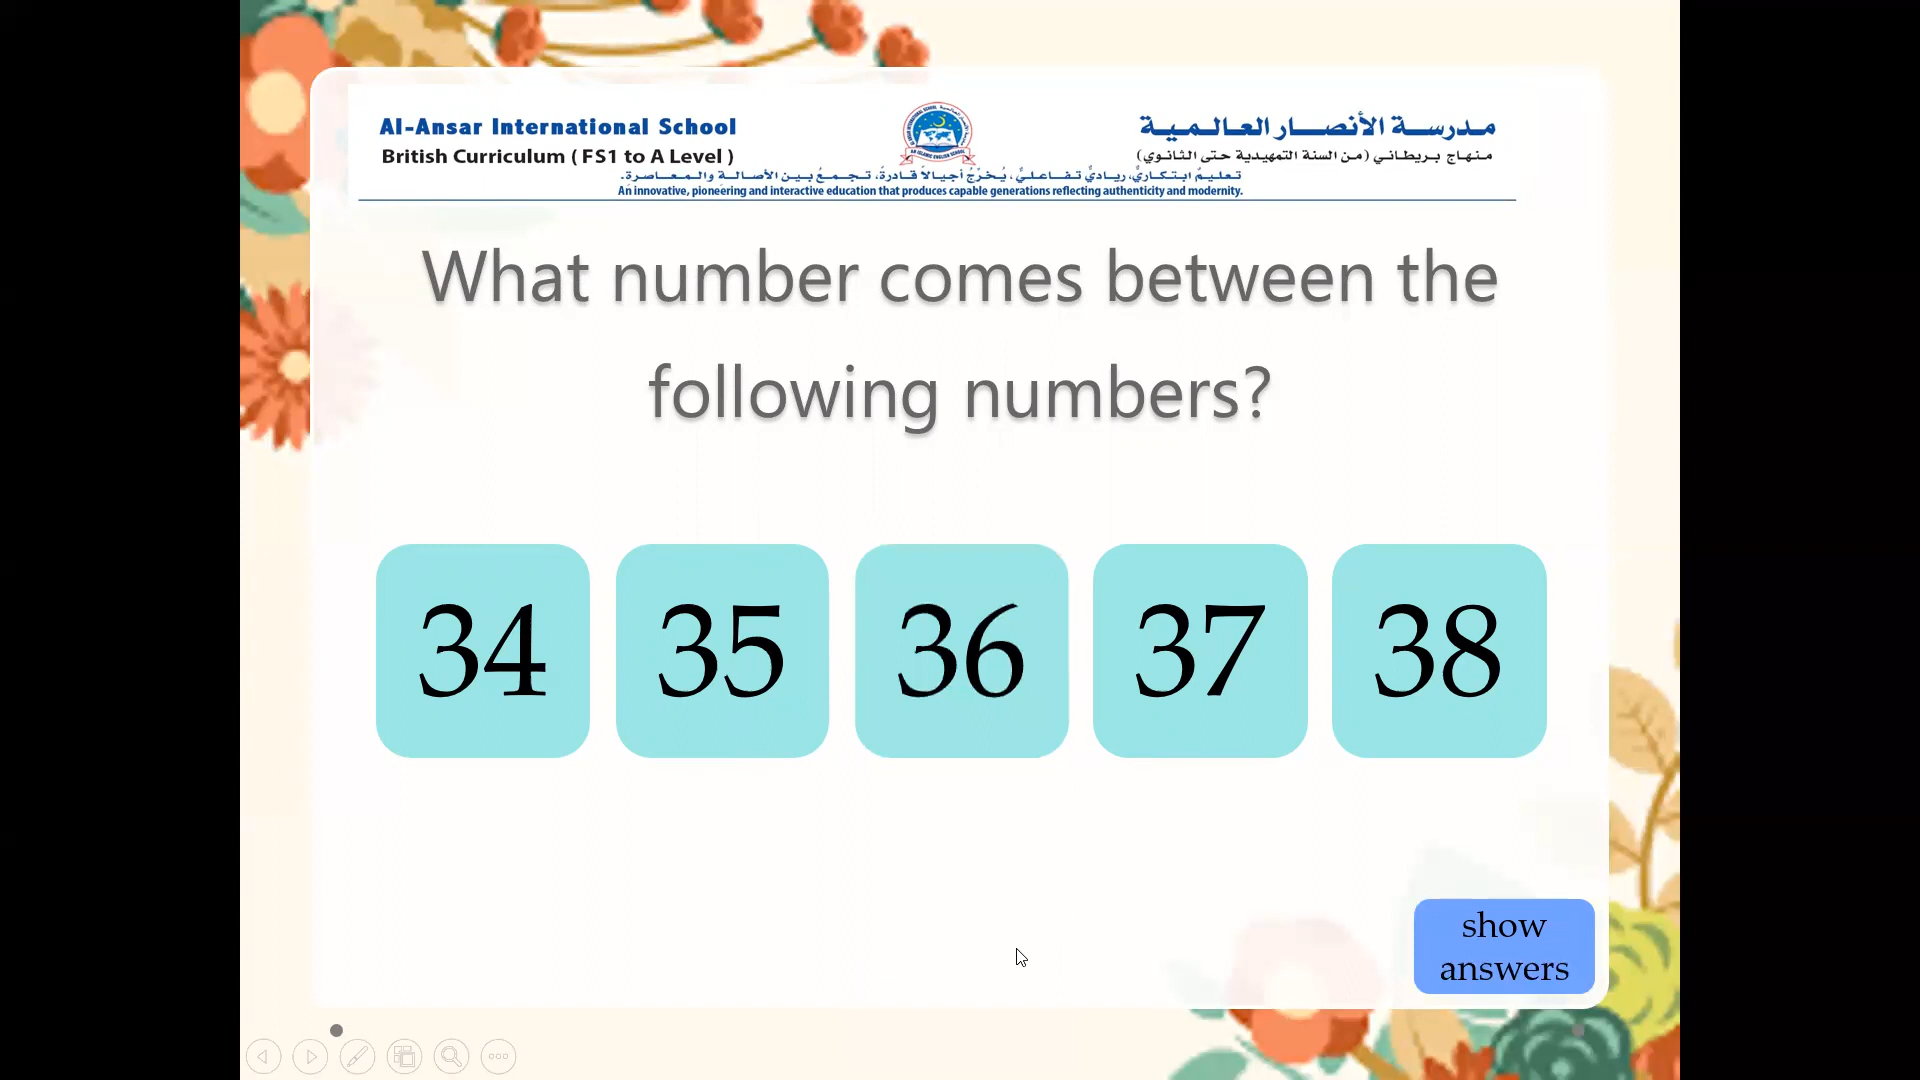 Al-Ansar International School
British Curriculum ( FS1 to A Level )
مدرسة الأنصار العالمية
منهاج بريطاني (من السنة التمهيدية حتى الثانوي)
تعليمٌ ابتكاريٌ، رياديٌ تفاعليٌ، يُخرّجُ أجيالاً قادرةً، تجمعُ بين الأصالةِ والمعاصرةِ.
An innovative, pioneering and interactive education that produces capable generations reflecting authenticity and modernity.
What number comes between the
following numbers?
34 35 36 37 38
show
answers